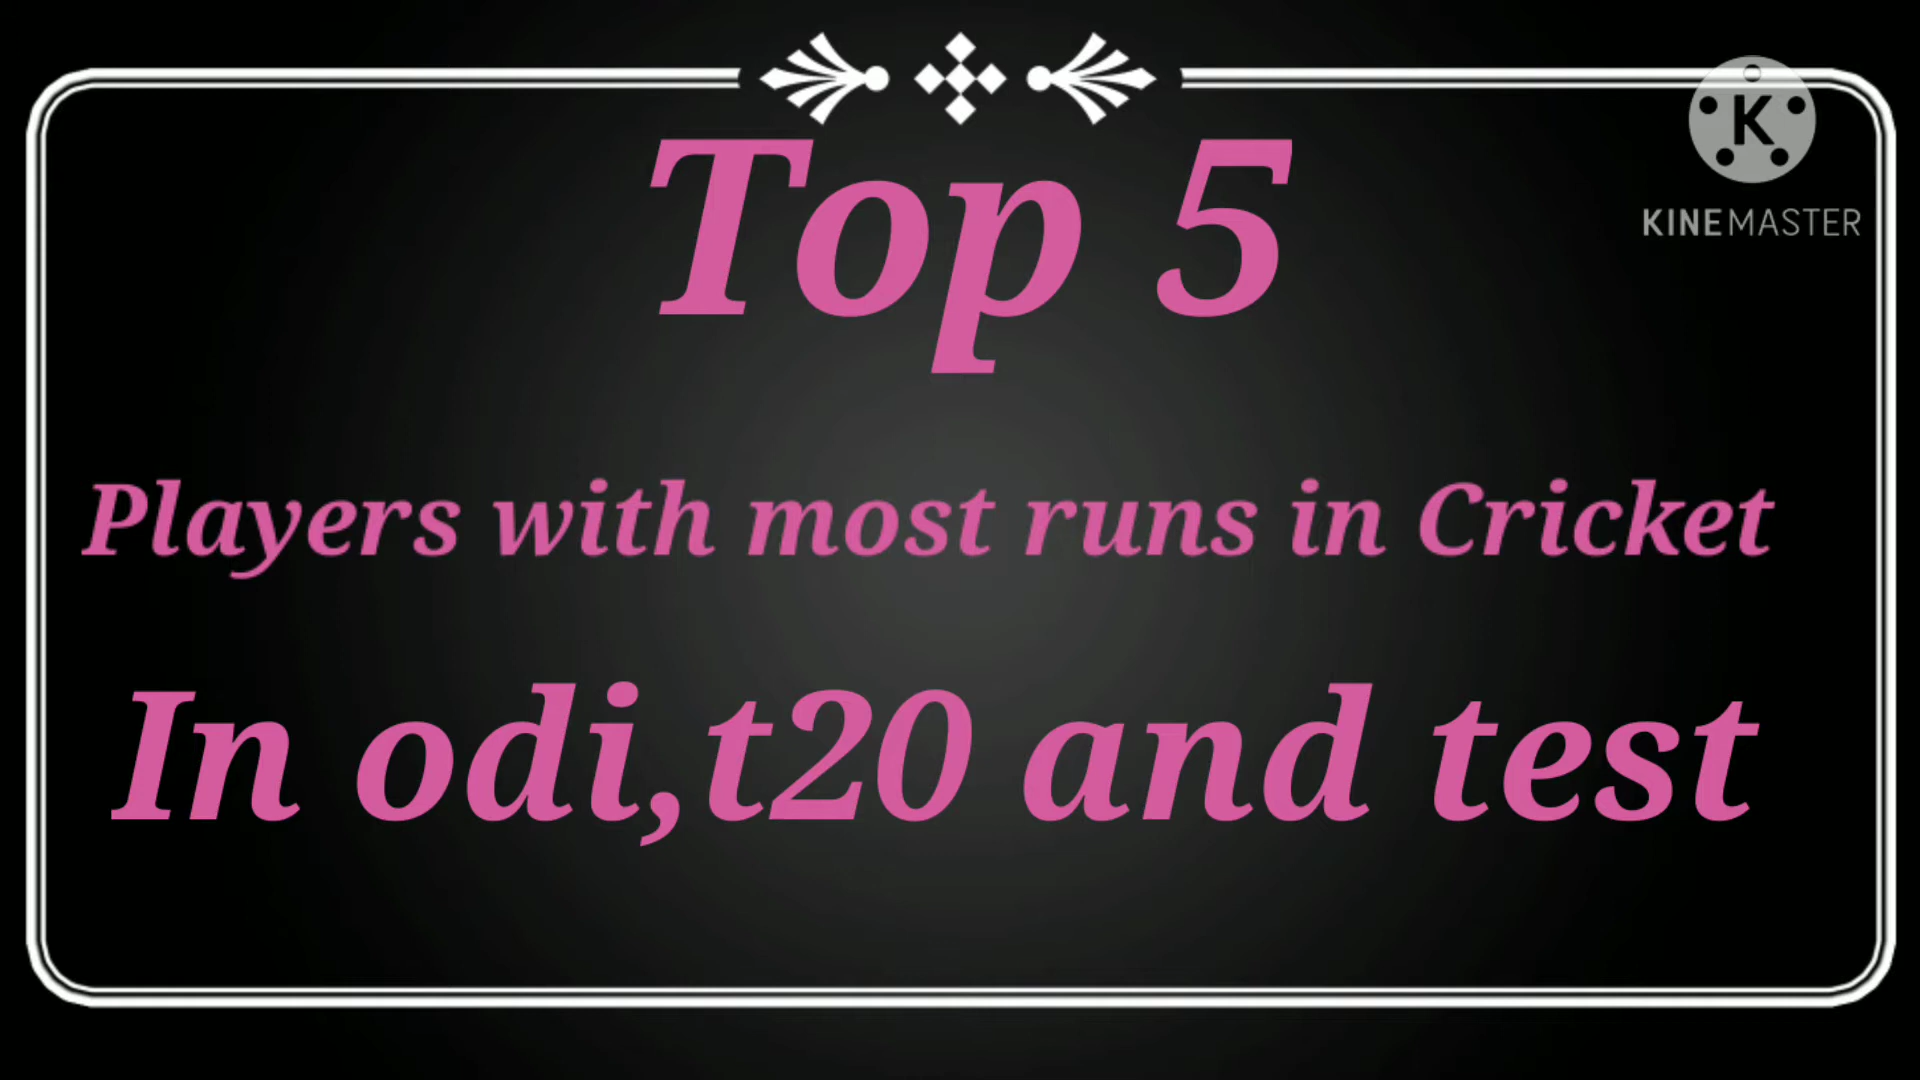 Top 5
K
KINEMASTER
Players with most runs in Cricket
In odi,t20 and test